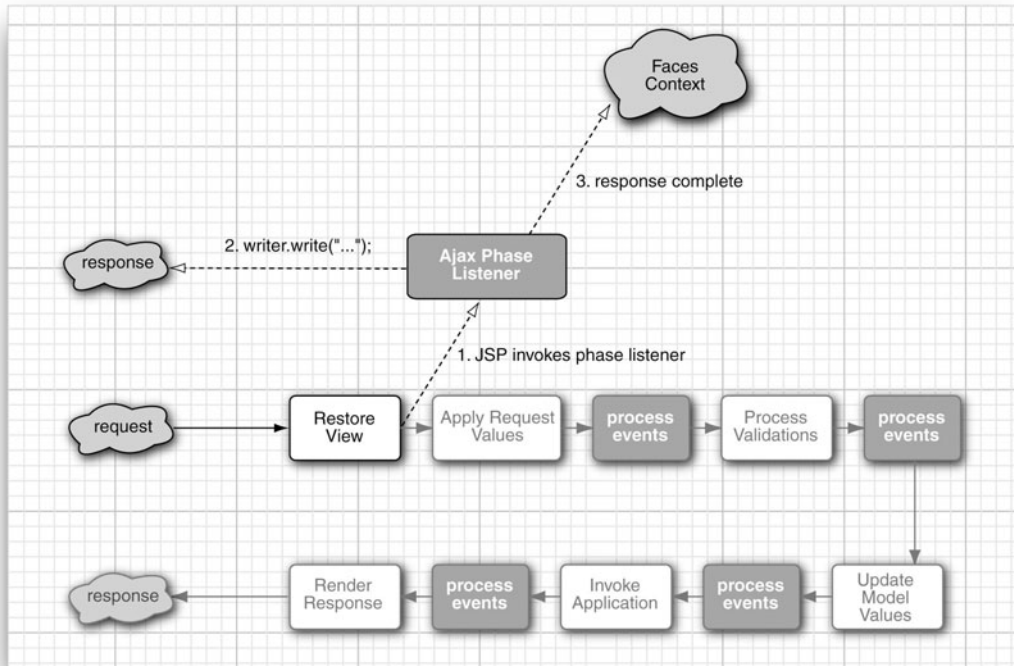 Faces
Context
3. response complete
2. writer.write("...");
response
Ajax Phase
Listener
1. JSP invokes phase listener
request
Restore
View
Apply Request
Values
process
events
Process
Validations
process
events
response
Render
Response
process
events
Invoke
Application
process
events
Update
Model
Values